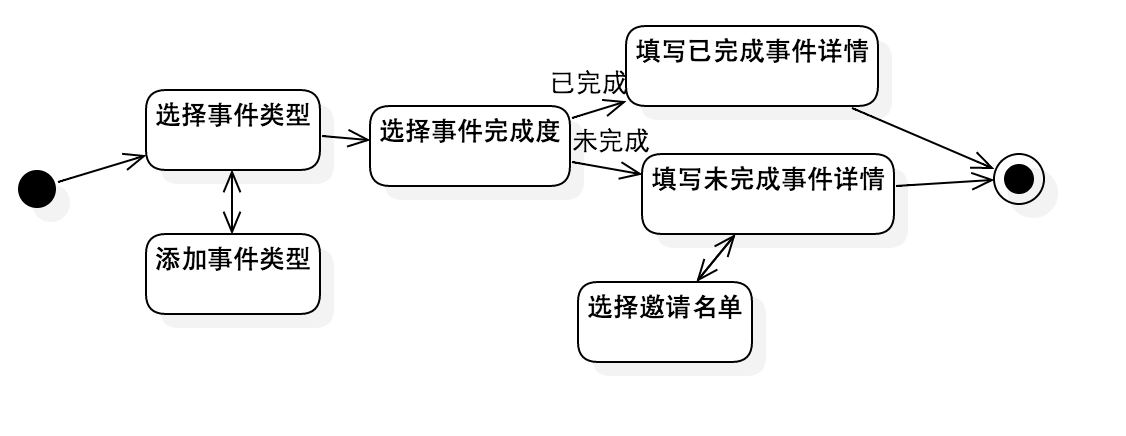 填写已完成事件详情
已完成
选择事件类型
选择事件完成度
未完成
填写未完成事件详情
添加事件类型
选择邀请名单